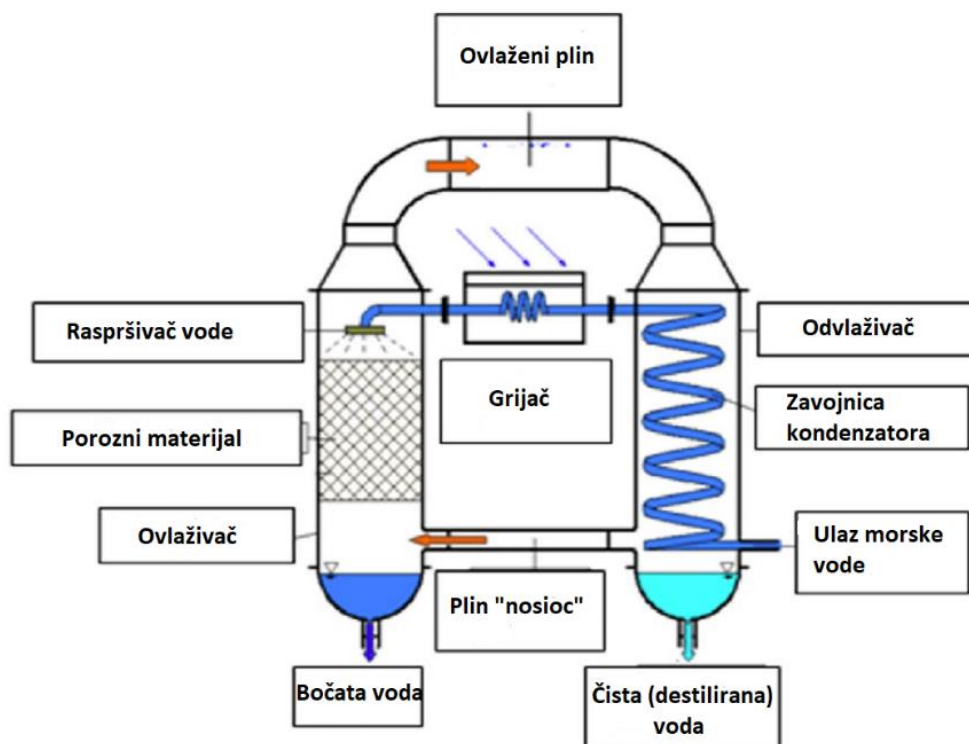 Ovlaženi plin
Raspršivač vode
Odvlaživač
Grijač
Zavojnica
kondenzatora
Porozni materijal
Ovlaživač
Ulaz morske
vode
Plin "nosioc"
Bočata voda
Čista (destilirana)
voda